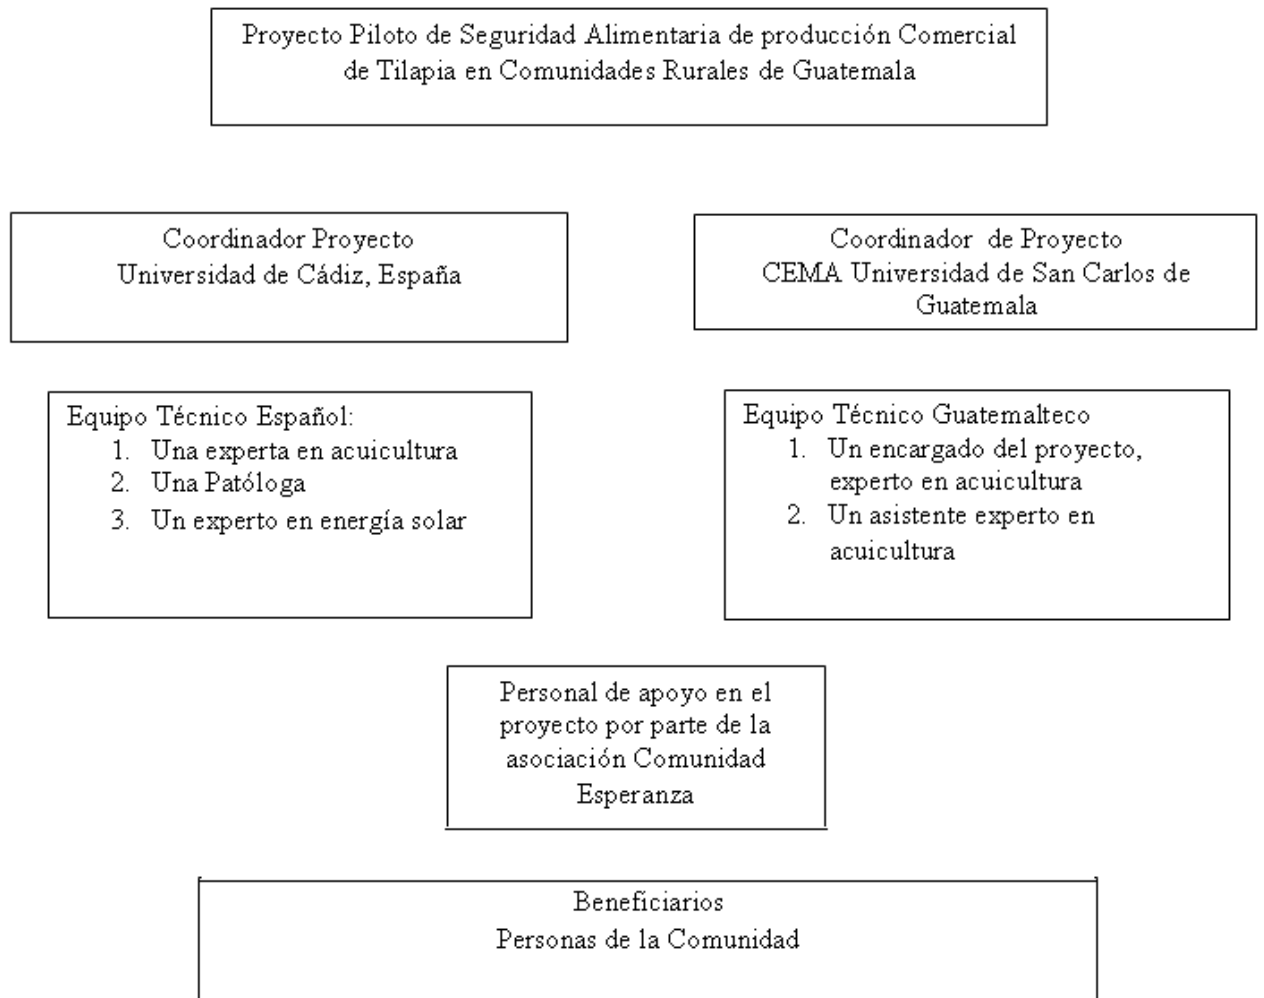 Proyecto Piloto de Seguridad Alimentaria de producción Comercial
de Tilapia en Comunidades Rurales de Guatemala
Coordinador Proyecto
Universidad de Cádiz, España
Coordinador de Proyecto
CEMA Universidad de San Carlos de
Guatemala
Equipo Técnico Español:
1. Una experta en acuicultura
2. Una Patóloga
3. Un experto en energía solar
Equipo Técnico Guatemalteco
1. Un encargado del proyecto,
experto en acuicultura
2. Un asistente experto en
acuicultura
Personal de apoyo en el
proyecto por parte de la
asociación Comunidad
Esperanza
Beneficiarios
Personas de la Comunidad